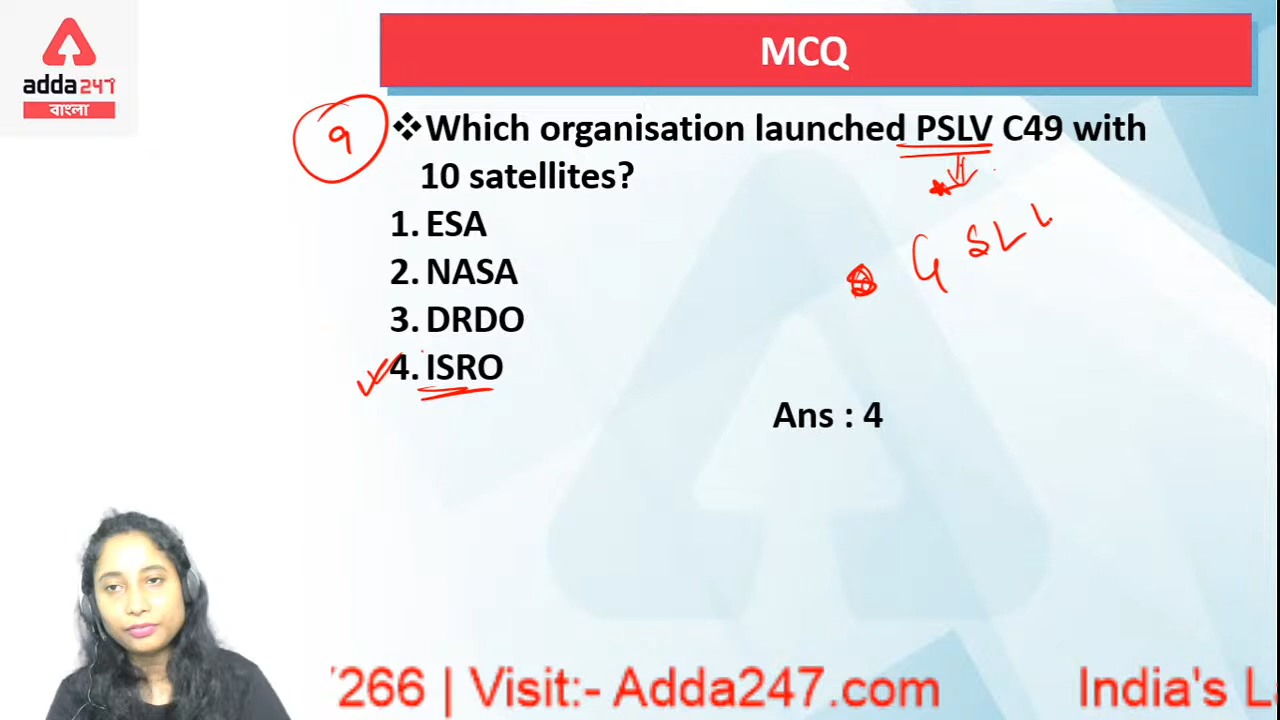 adda247
বাংলা
MCQ
9
❖Which organisation launched PSLV C49 with
10 satellites?
1. ESA
2. NASA
3. DRDO
4. ISRO
G S L
Ans : 4
266 | Visit:- Adda247.com India's